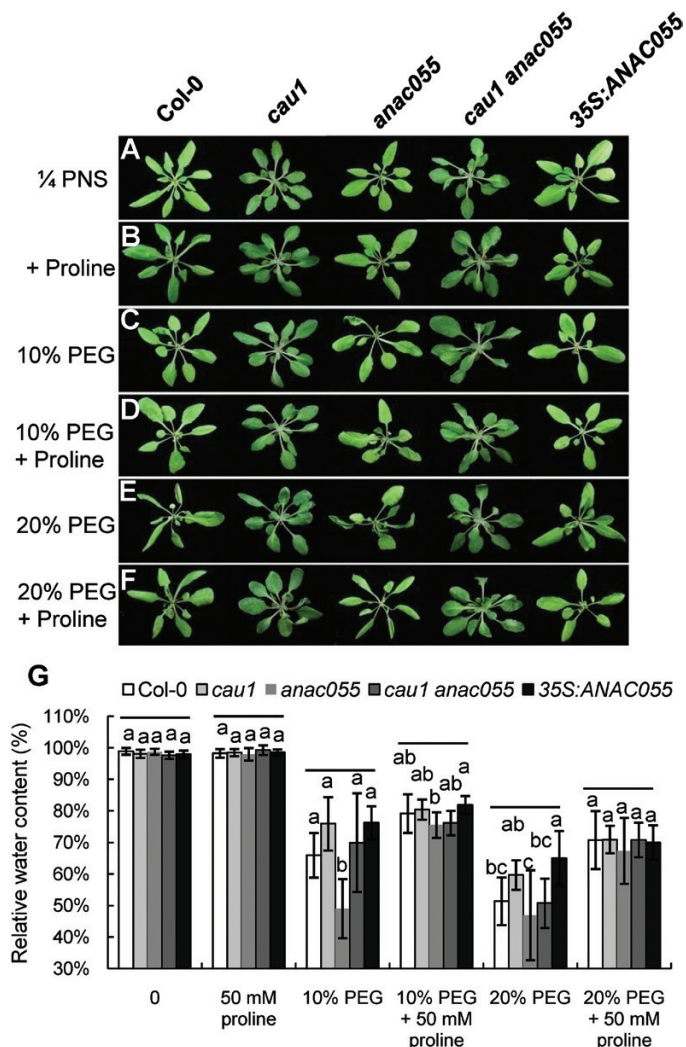 Col-0 cau1 anac055 cau1 anac055 35S:ANAC055
A
¼ PNS
B
+ Proline
C
10% PEG
D
10% PEG
+ Proline
E
20% PEG
F
20% PEG
+ Proline
G
Col-0 cau1 anac055 cau1 anac055 35S:ANAC055
Relative water content (%)
110%
100%
90%
80%
70%
60%
50%
40%
30%
a a a a a
a a a a a
a a b a a
ab ab b ab a
bc ab c bc a
a a a a a
0 50 mM 10% PEG 10% PEG 20% PEG 20% PEG
proline + 50 mM + 50 mM
proline proline